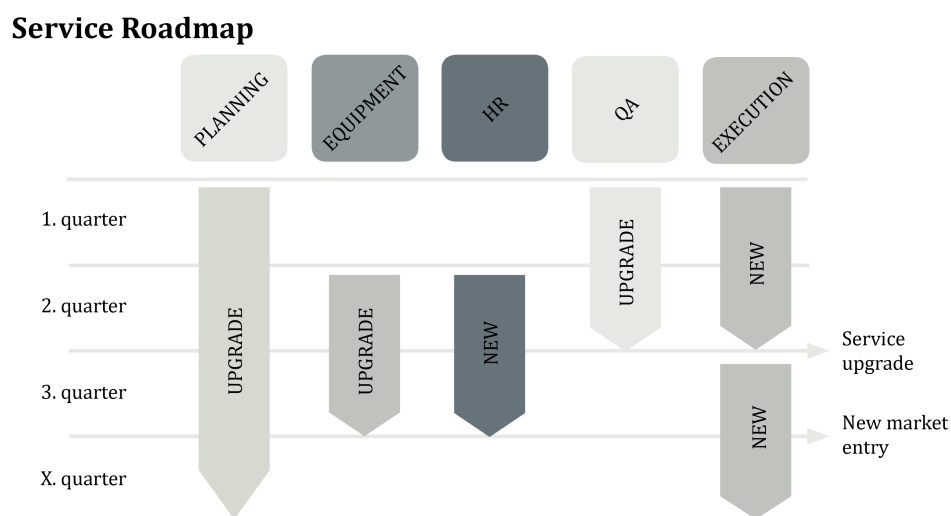 Service Roadmap
PLANNING
EQUIPMENT
HR
QA
EXECUTION
1. quarter
UPGRADE
NEW
2. quarter
UPGRADE
UPGRADE
NEW
Service
upgrade
3. quarter
NEW
New market
entry
X. quarter